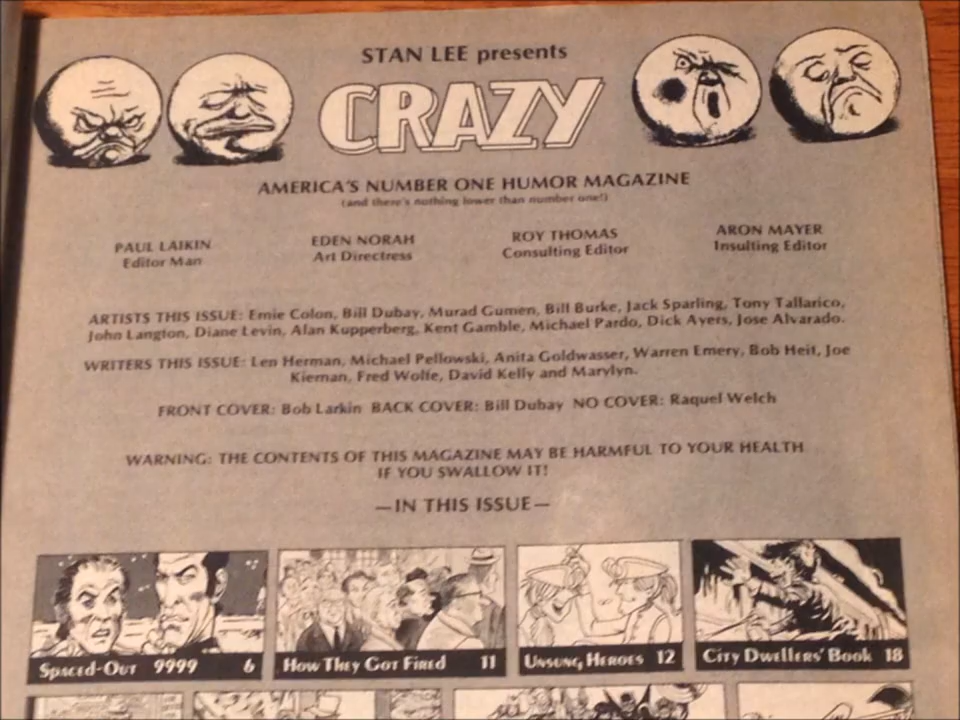 STAN LEE presents
CRAZY
AMERICA'S NUMBER ONE HUMOR MAGAZINE
(and there's nothing lower than number one!)
PAUL LAIKIN
Editor Man
EDEN NORAH
Art Directress
ROY THOMAS
Consulting Editor
ARON MAYER
Insulting Editor
ARTISTS THIS ISSUE: Ernie Colon, Bill Dubay, Murad Gumen, Bill Burke, Jack Sparling, Tony Tallarico,
John Langton, Diane Levin, Alan Kupperberg, Kent Gamble, Michael Pardo, Dick Ayers, Jose Alvarado.
WRITERS THIS ISSUE: Len Herman, Michael Pellowski, Anita Goldwasser, Warren Emery, Bob Heit, Joe
Kiernan, Fred Wolfe, David Kelly and Marylyn.
FRONT COVER: Bob Larkin BACK COVER: Bill Dubay NO COVER: Raquel Welch
WARNING: THE CONTENTS OF THIS MAGAZINE MAY BE HARMFUL TO YOUR HEALTH
IF YOU SWALLOW IT!
—IN THIS ISSUE—
SPACED-OUT 9999 6
HOW THEY GOT FIRED 11
UNSUNG HEROES 12
CITY DWELLERS' BOOK 18